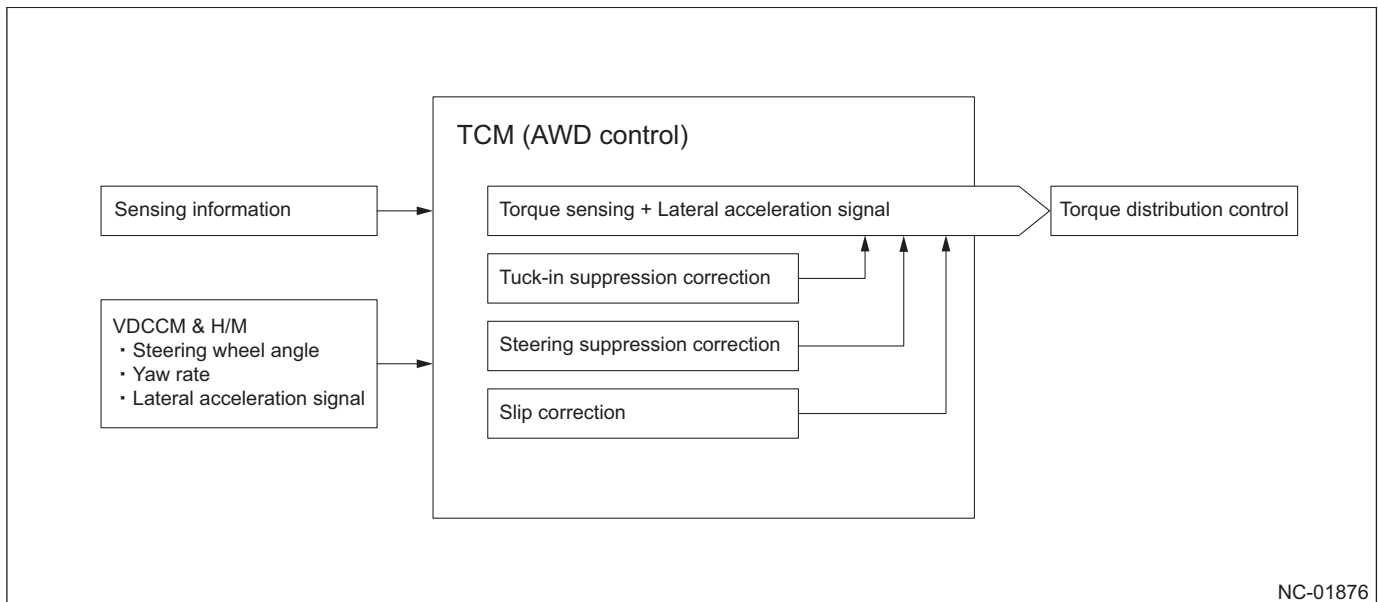 TCM (AWD control)
Sensing information
Torque sensing + Lateral acceleration signal
Torque distribution control
Tuck-in suppression correction
VDCCM & H/M
・Steering wheel angle
・Yaw rate
・Lateral acceleration signal
Steering suppression correction
Slip correction
NC-01876